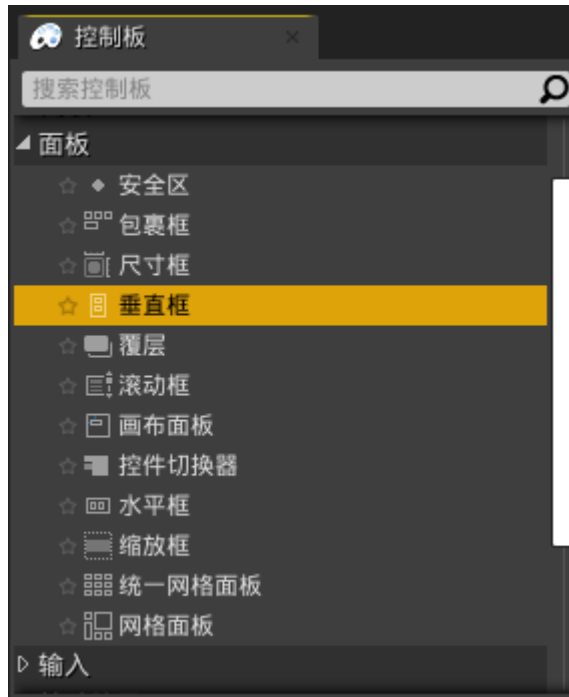 控制板
搜索控制板
面板
安全区
包裹框
尺寸框
垂直框
覆层
滚动框
画布面板
控件切换器
水平框
缩放框
统一网格面板
网格面板
输入